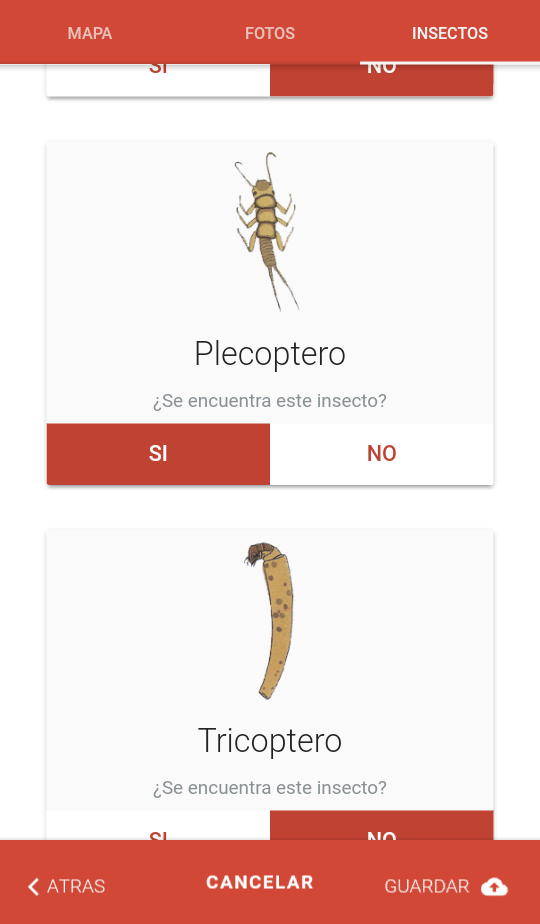 MAPA FOTOS INSECTOS
SI NO
Plecoptero
¿Se encuentra este insecto?
SI NO
Tricoptero
¿Se encuentra este insecto?
SI NO
ATRAS CANCELAR GUARDAR